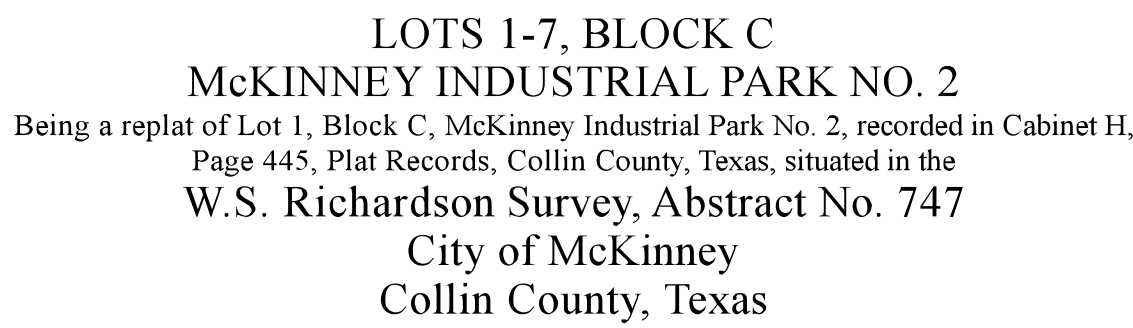 LOTS 1-7, BLOCK C
McKINNEY INDUSTRIAL PARK NO. 2
Being a replat of Lot 1, Block C, McKinney Industrial Park No. 2, recorded in Cabinet H,
Page 445, Plat Records, Collin County, Texas, situated in the
W.S. Richardson Survey, Abstract No. 747
City of McKinney
Collin County, Texas